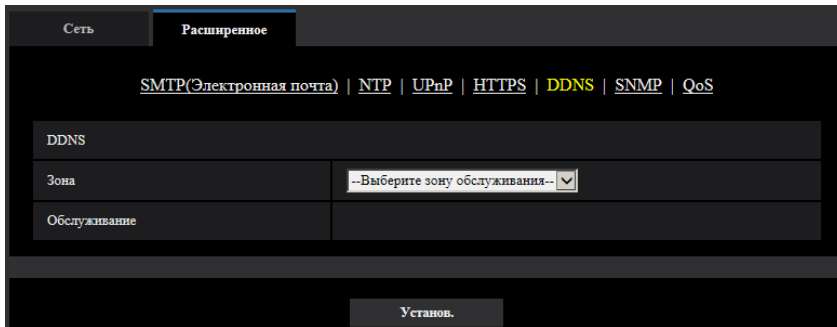 Сеть Расширенное
SMTP(Электронная почта) | NTP | UPnP | HTTPS | DDNS | SNMP | QoS
DDNS
Зона --Выберите зону обслуживания--
Обслуживание
Установ.